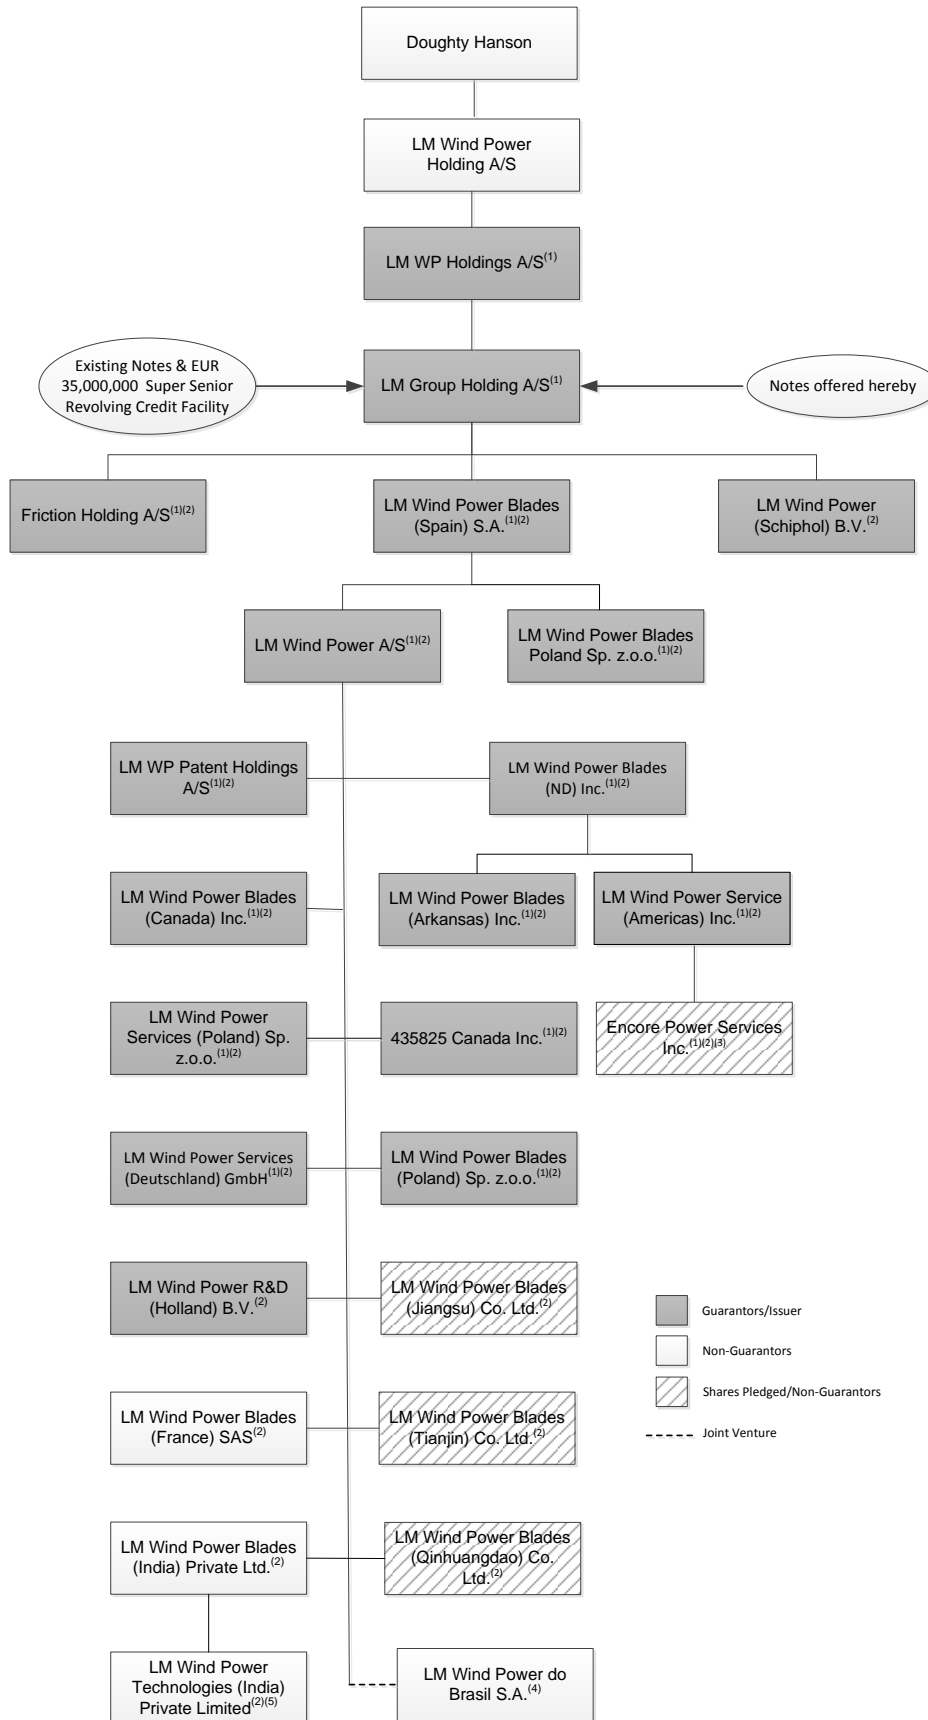 Doughty Hanson
LM Wind Power
Holding A/S
LM WP Holdings A/S(1)
Existing Notes & EUR
35,000,000 Super Senior
Revolving Credit Facility
LM Group Holding A/S(1)
Notes offered hereby
Friction Holding A/S(1)(2)
LM Wind Power Blades
(Spain) S.A.(1)(2)
LM Wind Power
(Schiphol) B.V.(2)
LM Wind Power A/S(1)(2)
LM Wind Power Blades
Poland Sp. z.o.o.(1)(2)
LM WP Patent Holdings
A/S(1)(2)
LM Wind Power Blades
(ND) Inc.(1)(2)
LM Wind Power Blades
(Canada) Inc.(1)(2)
LM Wind Power Blades
(Arkansas) Inc.(1)(2)
LM Wind Power Service
(Americas) Inc.(1)(2)
LM Wind Power
Services (Poland) Sp.
z.o.o.(1)(2)
435825 Canada Inc.(1)(2)
Encore Power Services
Inc.(1)(2)(3)
LM Wind Power Services
(Deutschland) GmbH(1)(2)
LM Wind Power Blades
(Poland) Sp. z.o.o.(1)(2)
LM Wind Power R&D
(Holland) B.V.(2)
LM Wind Power Blades
(Jiangsu) Co. Ltd.(2)
Guarantors/Issuer
Non-Guarantors
Shares Pledged/Non-Guarantors
Joint Venture
LM Wind Power Blades
(France) SAS(2)
LM Wind Power Blades
(Tianjin) Co. Ltd.(2)
LM Wind Power Blades
(India) Private Ltd.(2)
LM Wind Power Blades
(Qinhuangdao) Co.
Ltd.(2)
LM Wind Power
Technologies (India)
Private Limited(2)(5)
LM Wind Power do
Brasil S.A.(4)